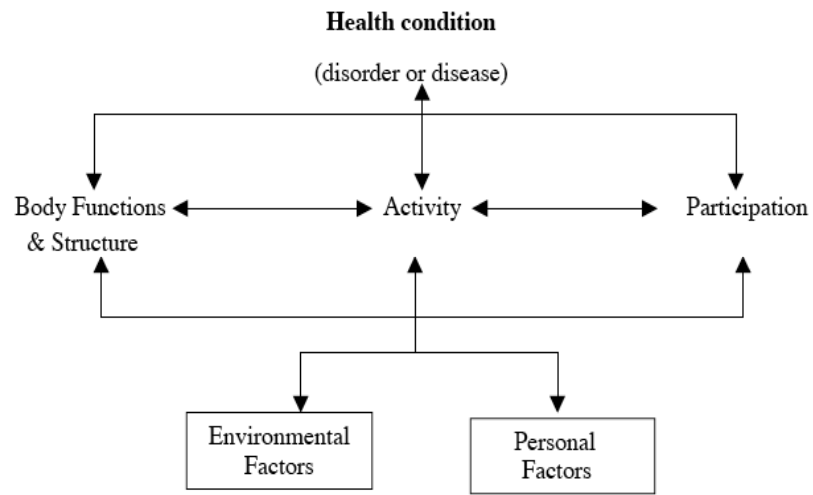 Health condition
(disorder or disease)
Body Functions
& Structure
Activity
Participation
Environmental
Factors
Personal
Factors